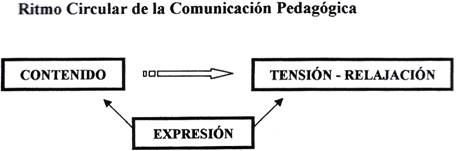 Ritmo Circular de la Comunicación Pedagógica
CONTENIDO
TENSIÓN - RELAJACIÓN
EXPRESIÓN